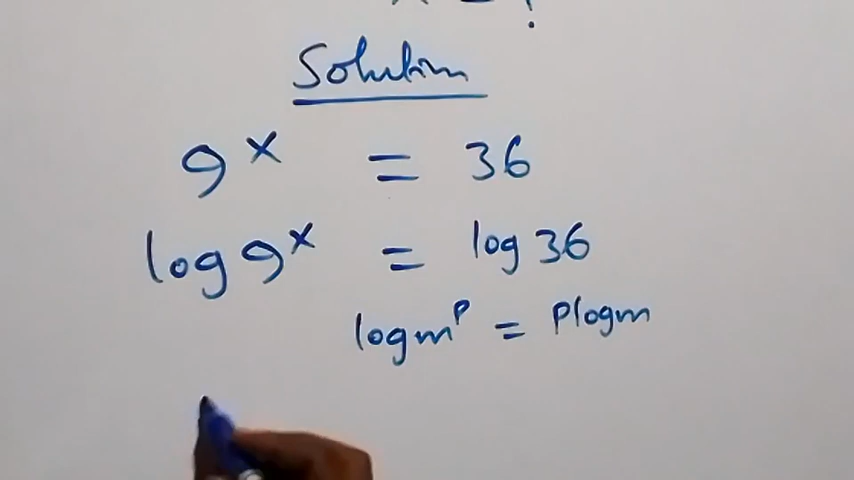 Solution
9^x = 36
log 9^x = log 36
log m^p = p log m